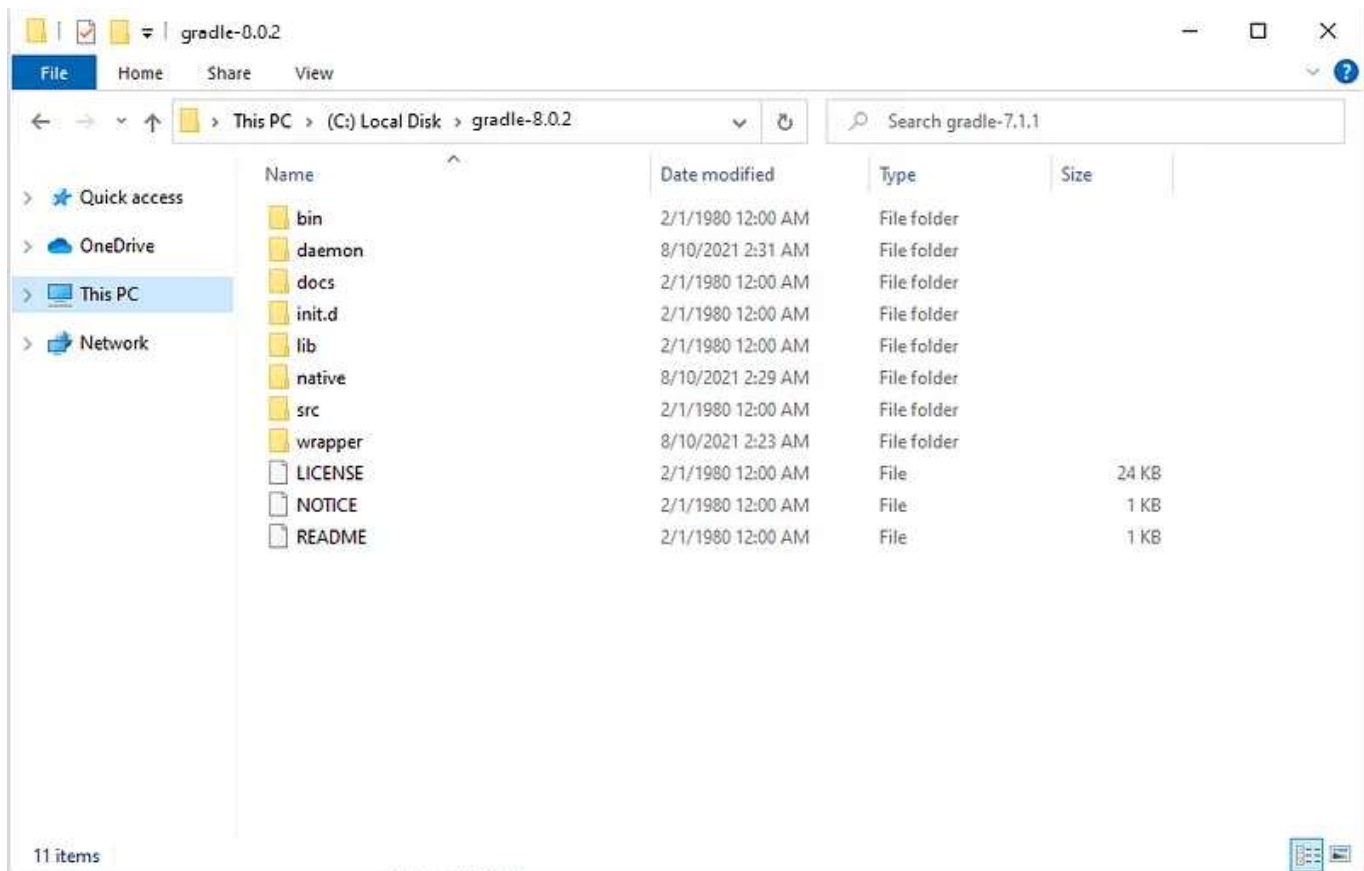 gradle-8.0.2
File Home Share View
This PC > (C:) Local Disk > gradle-8.0.2 Search gradle-7.1.1
Name Date modified Type Size
Quick access
OneDrive
This PC
Network
bin 2/1/1980 12:00 AM File folder
daemon 8/10/2021 2:31 AM File folder
docs 2/1/1980 12:00 AM File folder
init.d 2/1/1980 12:00 AM File folder
lib 2/1/1980 12:00 AM File folder
native 8/10/2021 2:29 AM File folder
src 2/1/1980 12:00 AM File folder
wrapper 8/10/2021 2:23 AM File folder
LICENSE 2/1/1980 12:00 AM File 24 KB
NOTICE 2/1/1980 12:00 AM File 1 KB
README 2/1/1980 12:00 AM File 1 KB
11 items